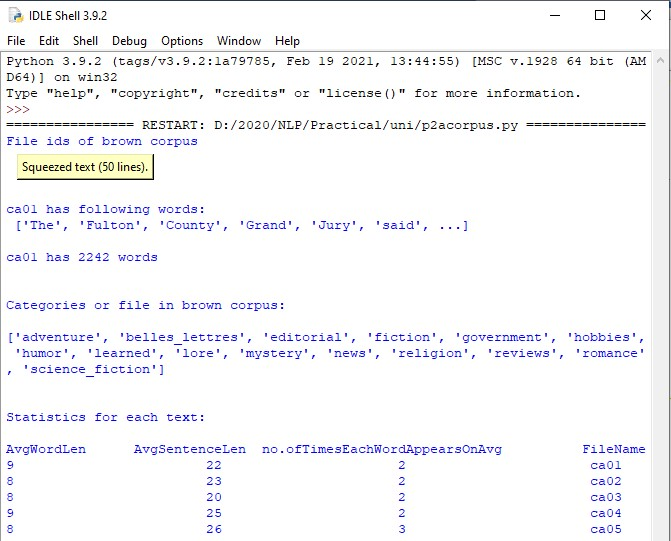 IDLE Shell 3.9.2
File Edit Shell Debug Options Window Help
Python 3.9.2 (tags/v3.9.2:1a79785, Feb 19 2021, 13:44:55) [MSC v.1928 64 bit (AM
D64)] on win32
Type "help", "copyright", "credits" or "license()" for more information.
>>>
================ RESTART: D:/2020/NLP/Practical/uni/p2acorpus.py ===============
File ids of brown corpus
Squeezed text (50 lines).
ca01 has following words:
['The', 'Fulton', 'County', 'Grand', 'Jury', 'said', ...]
ca01 has 2242 words
Categories or file in brown corpus:
['adventure', 'belles_lettres', 'editorial', 'fiction', 'government', 'hobbies',
'humor', 'learned', 'lore', 'mystery', 'news', 'religion', 'reviews', 'romance'
, 'science_fiction']
Statistics for each text:
AvgWordLen AvgSentenceLen no.ofTimesEachWordAppearsOnAvg FileName
9 22 2 ca01
8 23 2 ca02
8 20 2 ca03
9 25 2 ca04
8 26 3 ca05